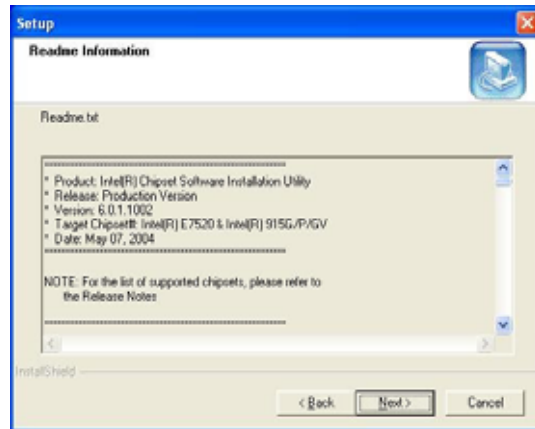 Setup
Readme Information
Readme.txt
************************************************************
* Product: Intel(R) Chipset Software Installation Utility
* Release: Production Version
* Version: 6.0.1.1002
* Target Chipset#: Intel(R) E7520 & Intel(R) 915G/P/GV
* Date: May 07, 2004
************************************************************
NOTE: For the list of supported chipsets, please refer to
the Release Notes
************************************************************
InstallShield
< Back
Next >
Cancel